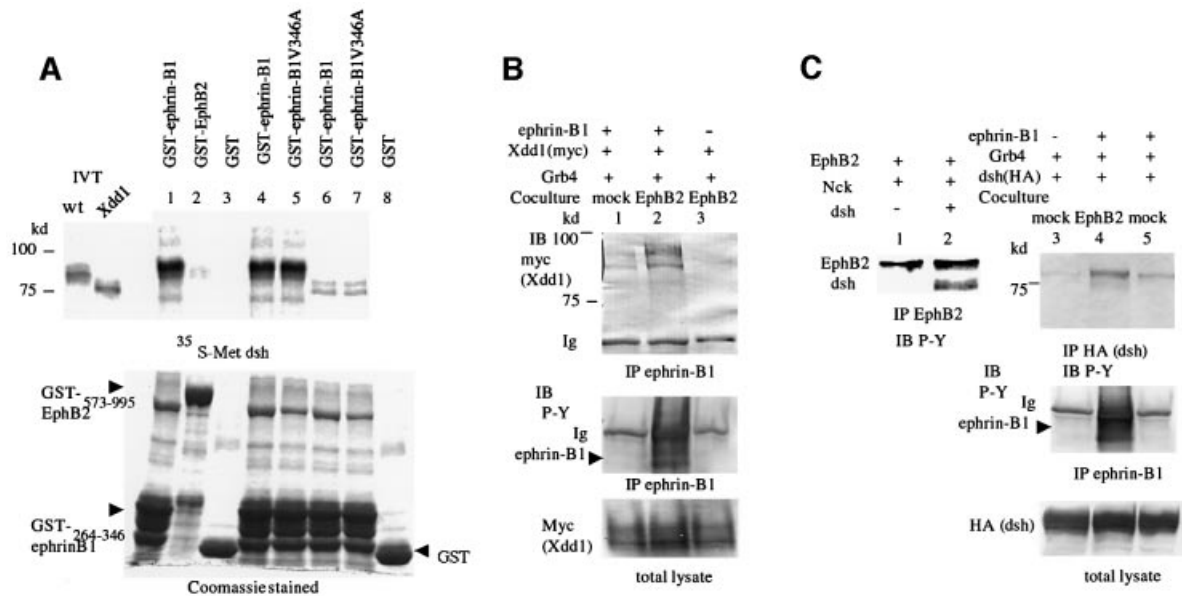 A
GST-ephrin-B1
GST-EphB2
GST
GST-ephrin-B1
GST-ephrin-B1V346A
GST-ephrin-B1
GST-ephrin-B1V346A
GST
IVT
wt Xdd1 1 2 3 4 5 6 7 8
kd
100
75
35 S-Met dsh
GST-
EphB2 573-995
GST- 264-346
ephrinB1
GST
Coomassie stained
B
ephrin-B1 + + -
Xdd1(myc) + + +
Grb4 + + +
Coculture mock EphB2 EphB2
kd 1 2 3
IB 100
myc
(Xdd1)
75
Ig
IP ephrin-B1
IB
P-Y
Ig
ephrin-B1
IP ephrin-B1
Myc
(Xdd1)
total lysate
C
EphB2 + +
Nck + +
dsh - +
1 2
EphB2
dsh
IP EphB2
IB P-Y
ephrin-B1 - + +
Grb4 + + +
dsh(HA) + + +
Coculture
mock EphB2 mock
3 4 5
kd
75
IP HA (dsh)
IB P-Y
IB
P-Y
Ig
ephrin-B1
IP ephrin-B1
HA (dsh)
total lysate